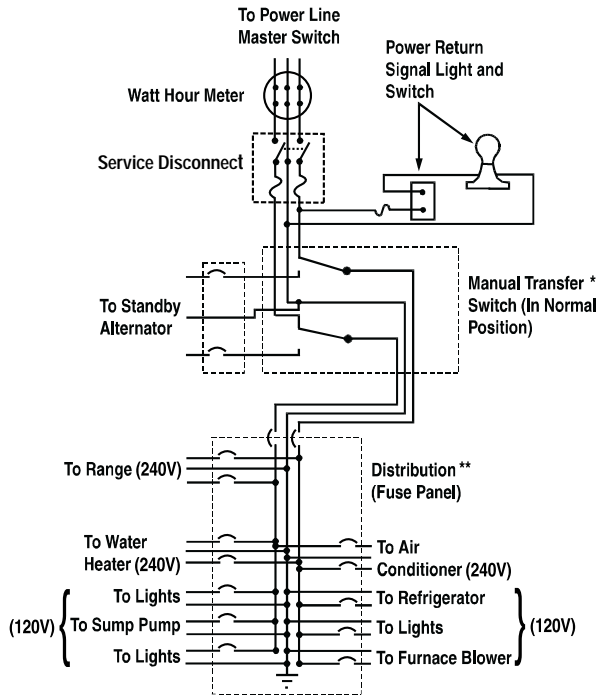 To Power Line
Master Switch
Power Return
Signal Light and
Switch
Watt Hour Meter
Service Disconnect
Manual Transfer *
Switch (In Normal
Position)
To Standby
Alternator
To Range (240V)
Distribution **
(Fuse Panel)
To Water
Heater (240V)
To Air
Conditioner (240V)
To Lights
To Refrigerator
(120V)
To Sump Pump
To Lights
(120V)
To Lights
To Furnace Blower